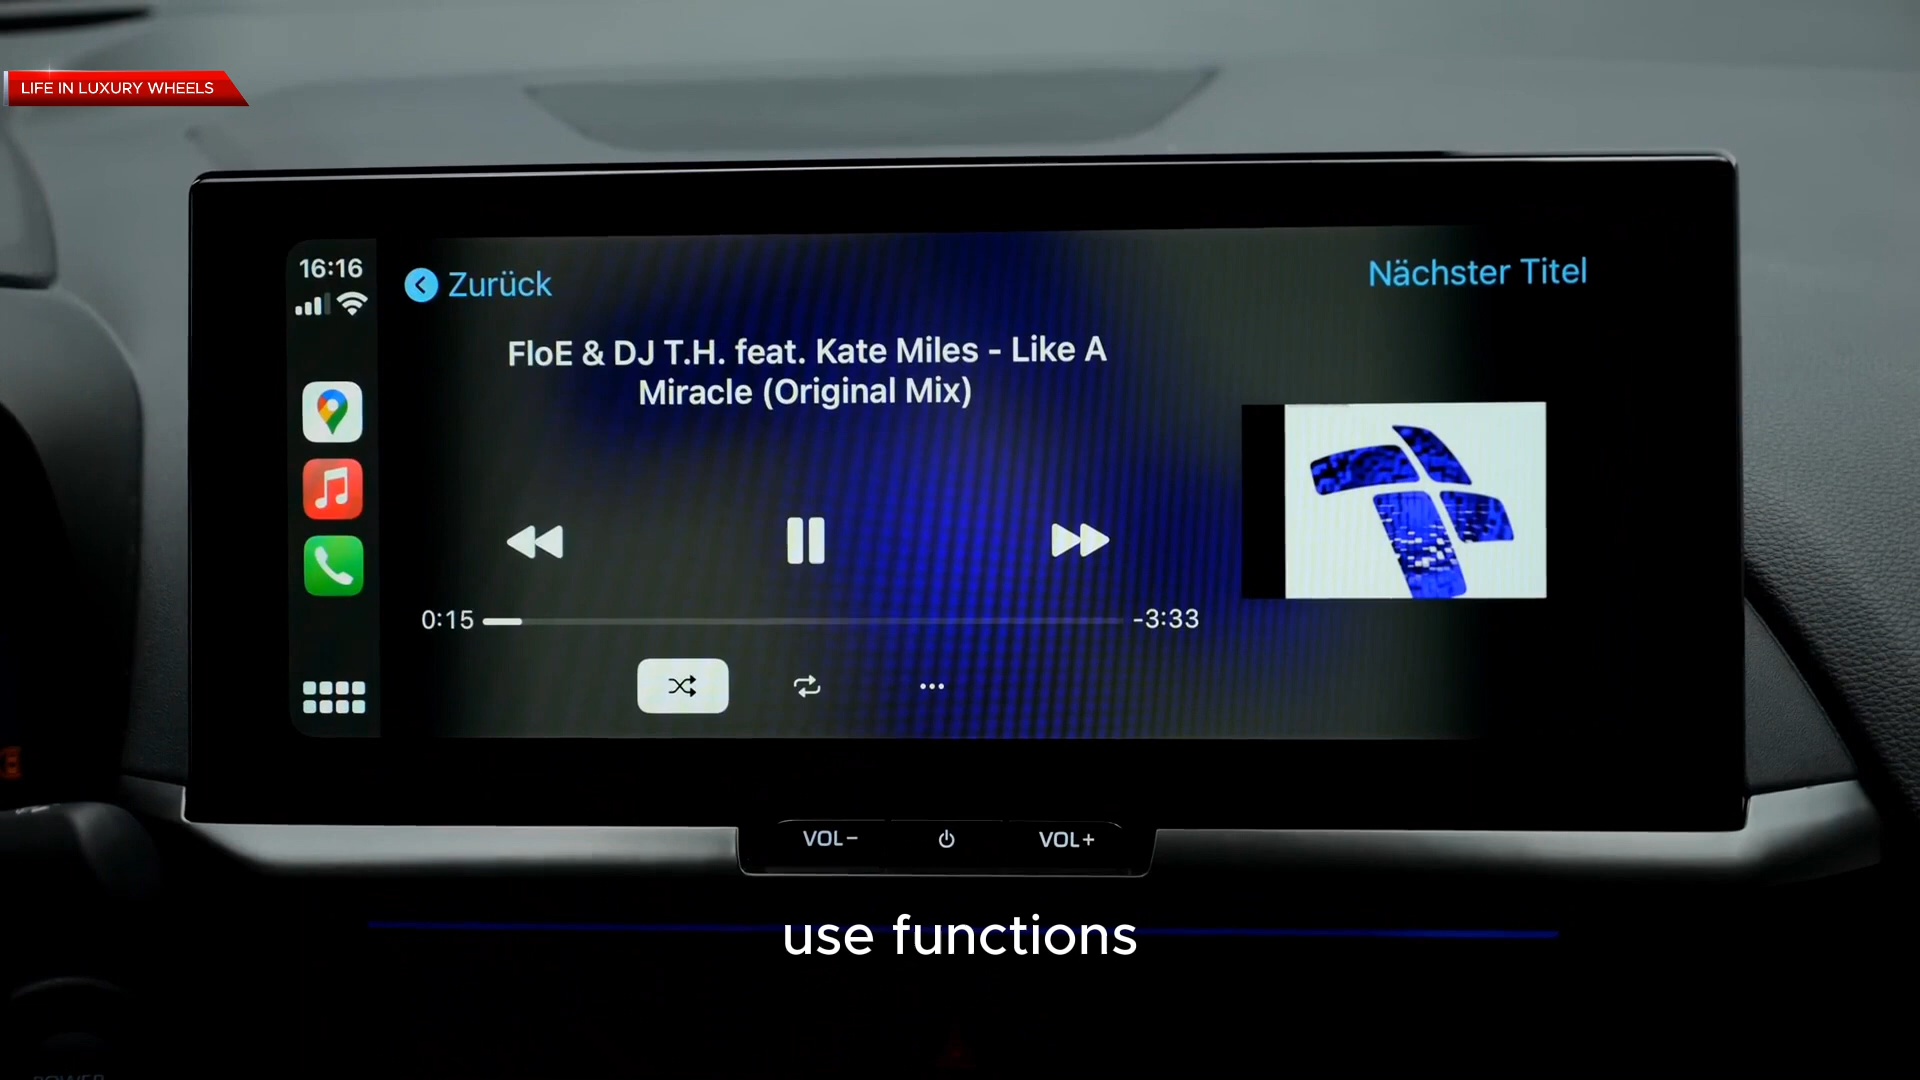 LIFE IN LUXURY WHEELS
16:16
Zurück
Nächster Titel
FloE & DJ T.H. feat. Kate Miles - Like A
Miracle (Original Mix)
0:15
-3:33
VOL-
VOL+
use functions
POWER